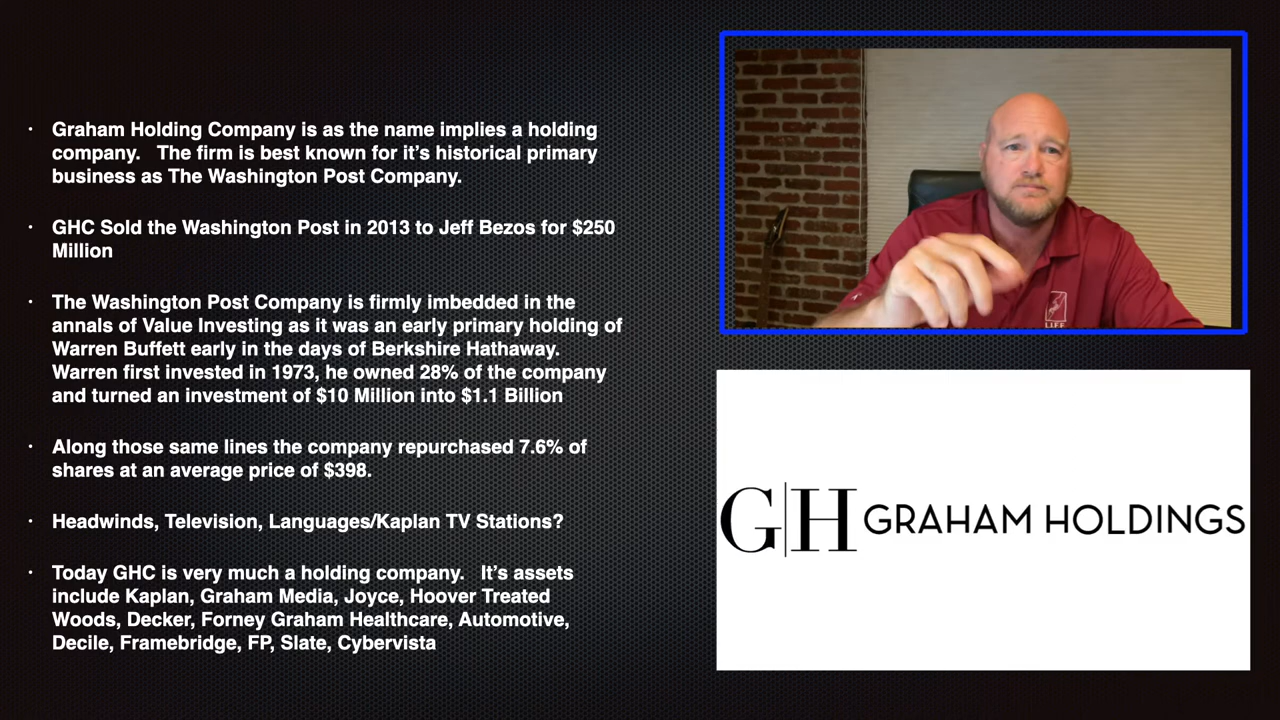 • Graham Holding Company is as the name implies a holding
company. The firm is best known for it's historical primary
business as The Washington Post Company.
• GHC Sold the Washington Post in 2013 to Jeff Bezos for $250
Million
• The Washington Post Company is firmly imbedded in the
annals of Value Investing as it was an early primary holding of
Warren Buffett early in the days of Berkshire Hathaway.
Warren first invested in 1973, he owned 28% of the company
and turned an investment of $10 Million into $1.1 Billion
• Along those same lines the company repurchased 7.6% of
shares at an average price of $398.
• Headwinds, Television, Languages/Kaplan TV Stations?
• Today GHC is very much a holding company. It's assets
include Kaplan, Graham Media, Joyce, Hoover Treated
Woods, Decker, Forney Graham Healthcare, Automotive,
Decile, Framebridge, FP, Slate, Cybervista
LIFE
G|H GRAHAM HOLDINGS